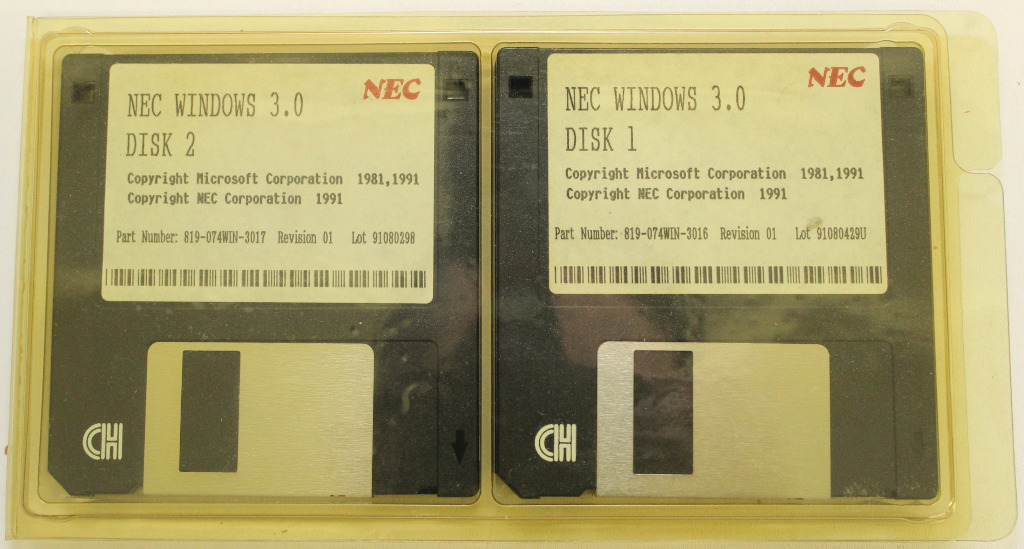 NEC
NEC WINDOWS 3.0
DISK 2
Copyright Microsoft Corporation 1981,1991
Copyright NEC Corporation 1991
Part Number: 819-074WIN-3017 Revision 01 Lot 91080298
CH
NEC
NEC WINDOWS 3.0
DISK 1
Copyright Microsoft Corporation 1981,1991
Copyright NEC Corporation 1991
Part Number: 819-074WIN-3016 Revision 01 Lot 91080429U
CH